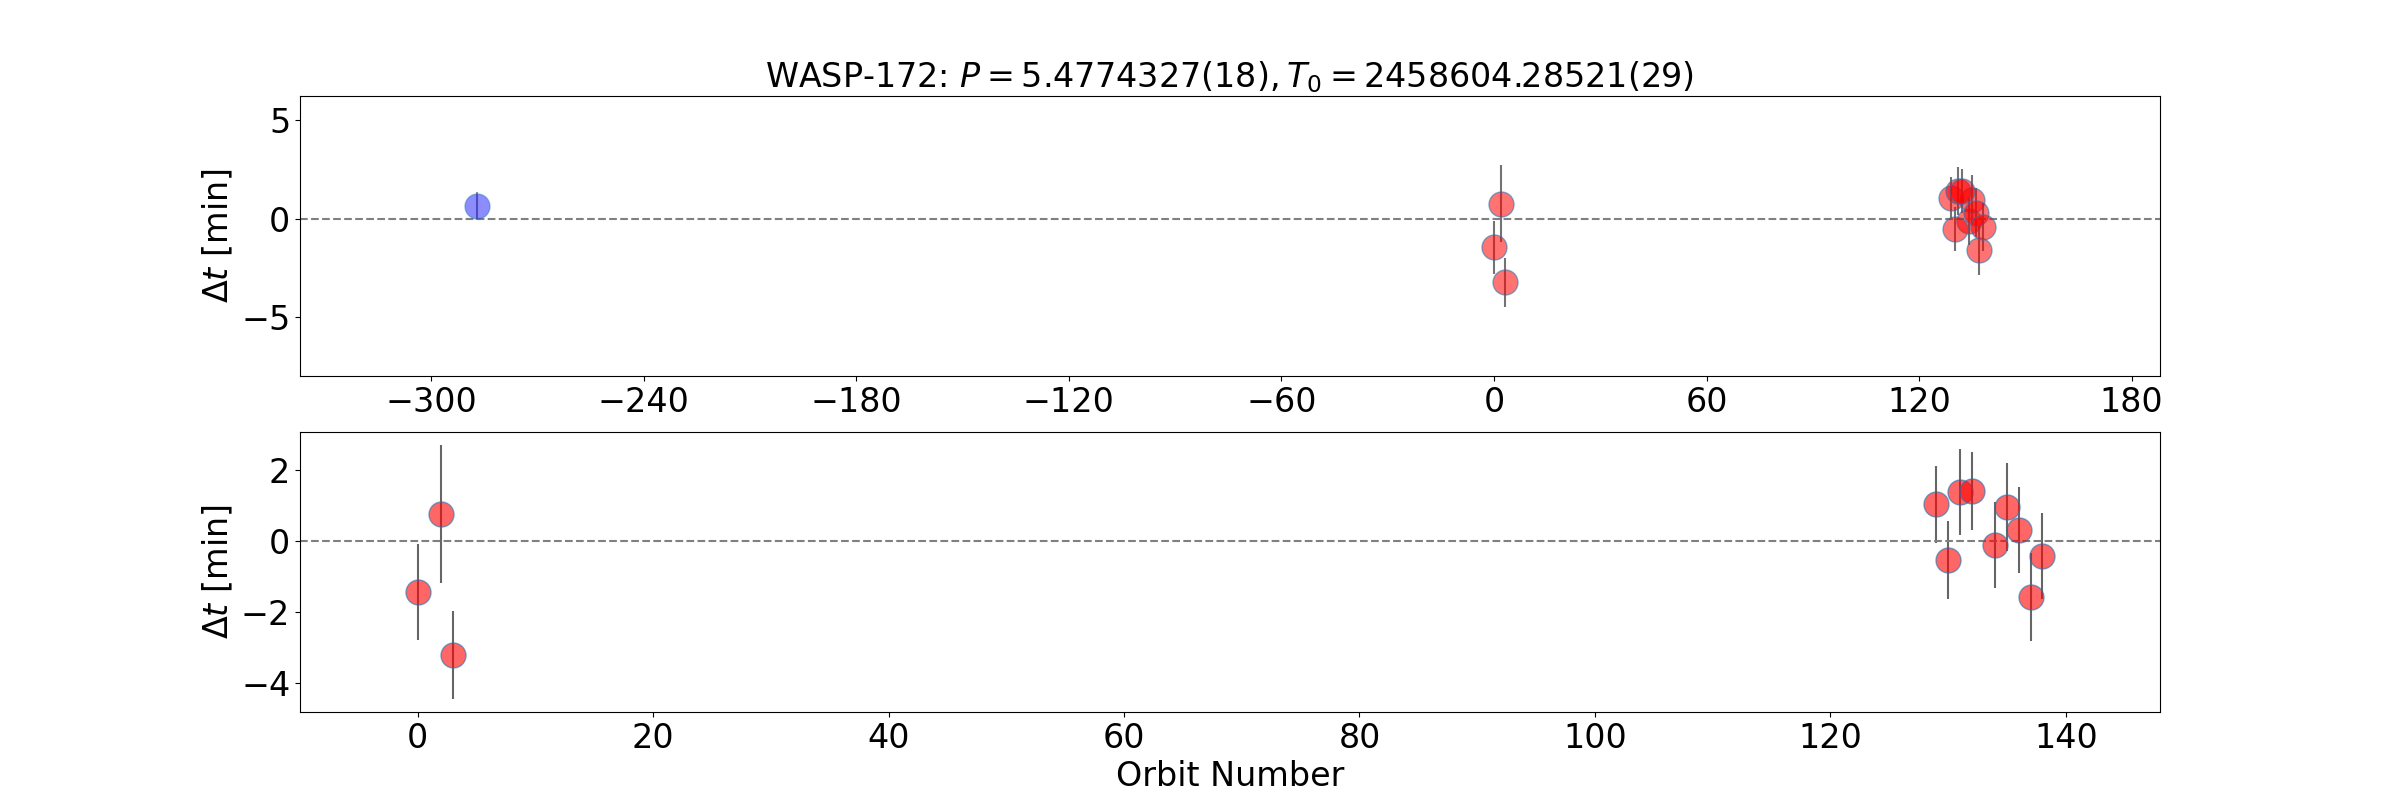 WASP-172: P = 5.4774327(18), T₀ = 2458604.28521(29)
5
0
−5
Δt [min]
−300 −240 −180 −120 −60 0 60 120 180
2
0
−2
−4
Δt [min]
0 20 40 60 80 100 120 140
Orbit Number